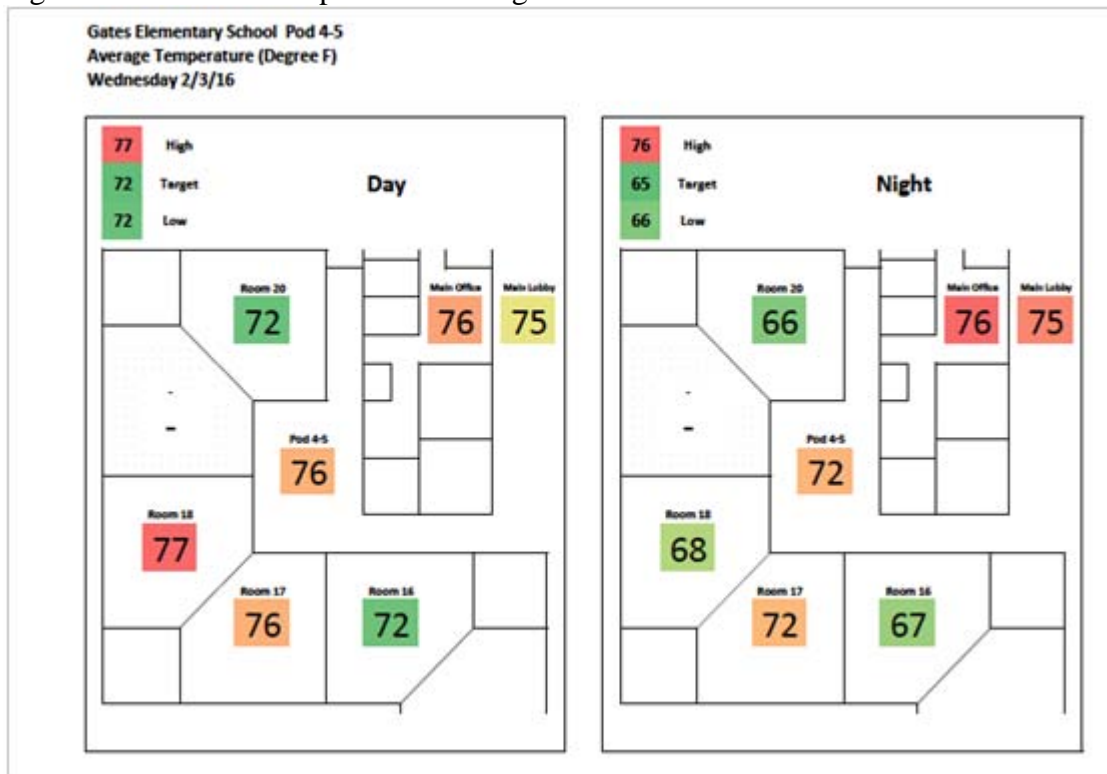 Gates Elementary School Pod 4-5
Average Temperature (Degree F)
Wednesday 2/3/16
77 High
72 Target
72 Low
Day
Room 20
72
Main Office
76
Main Lobby
75
Pod 4-5
76
Room 18
77
Room 17
76
Room 16
72
76 High
65 Target
66 Low
Night
Room 20
66
Main Office
76
Main Lobby
75
Pod 4-5
72
Room 18
68
Room 17
72
Room 16
67